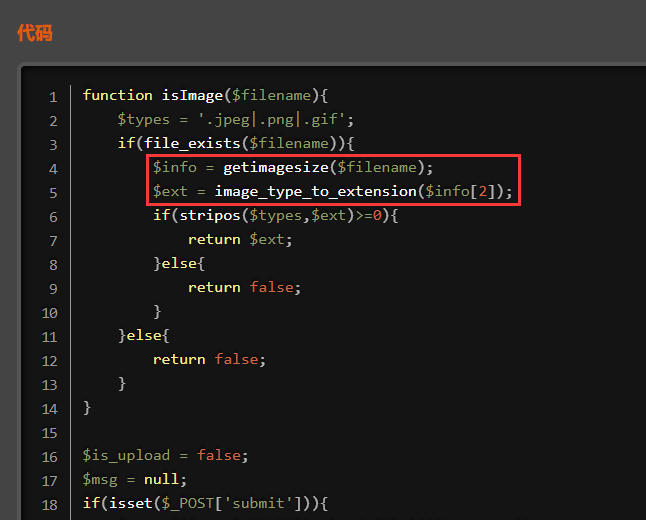 代码
1 function isImage($filename){
2 $types = '.jpeg|.png|.gif';
3 if(file_exists($filename)){
4 $info = getimagesize($filename);
5 $ext = image_type_to_extension($info[2]);
6 if(stripos($types,$ext)>=0){
7 return $ext;
8 }else{
9 return false;
10 }
11 }else{
12 return false;
13 }
14 }
15
16 $is_upload = false;
17 $msg = null;
18 if(isset($_POST['submit'])){